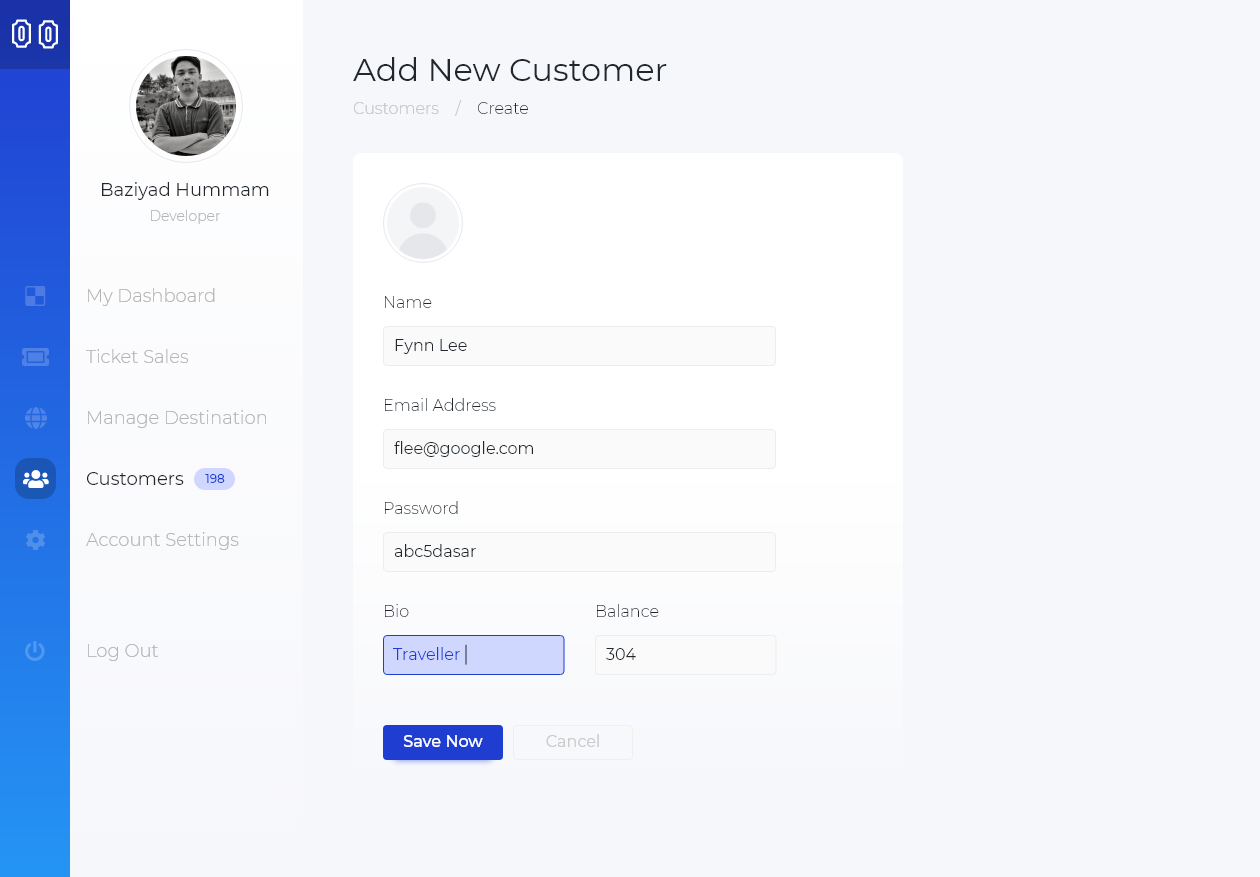 Baziyad Hummam
Developer
My Dashboard
Ticket Sales
Manage Destination
Customers 198
Account Settings
Log Out
Add New Customer
Customers / Create
Name
Fynn Lee
Email Address
flee@google.com
Password
abc5dasar
Bio Balance
Traveller 304
Save Now Cancel